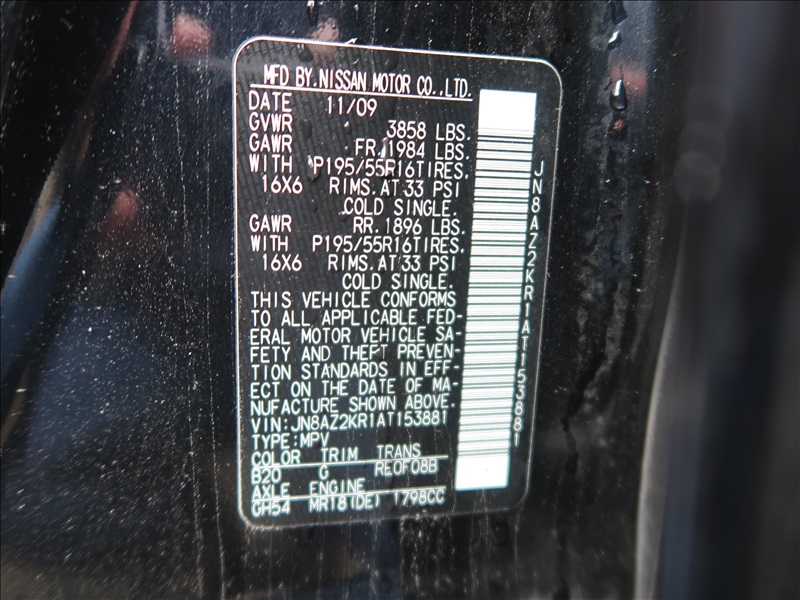 MFD BY.NISSAN MOTOR CO.,LTD.
DATE 11/09
GVWR 3858 LBS.
GAWR FR.1984 LBS.
WITH P195/55R16TIRES.
16X6 RIMS.AT 33 PSI
COLD SINGLE.
GAWR RR.1896 LBS.
WITH P195/55R16TIRES.
16X6 RIMS.AT 33 PSI
COLD SINGLE.
THIS VEHICLE CONFORMS
TO ALL APPLICABLE FED-
ERAL MOTOR VEHICLE SA-
FETY AND THEFT PREVEN-
TION STANDARDS IN EFF-
ECT ON THE DATE OF MA-
NUFACTURE SHOWN ABOVE.
VIN:JN8AZ2KR1AT153881
TYPE:MPV
COLOR TRIM TRANS
B20 G RE0F08B
AXLE ENGINE
GH54 MR18(DE) 1798CC
JN8AZ2KR1AT153881